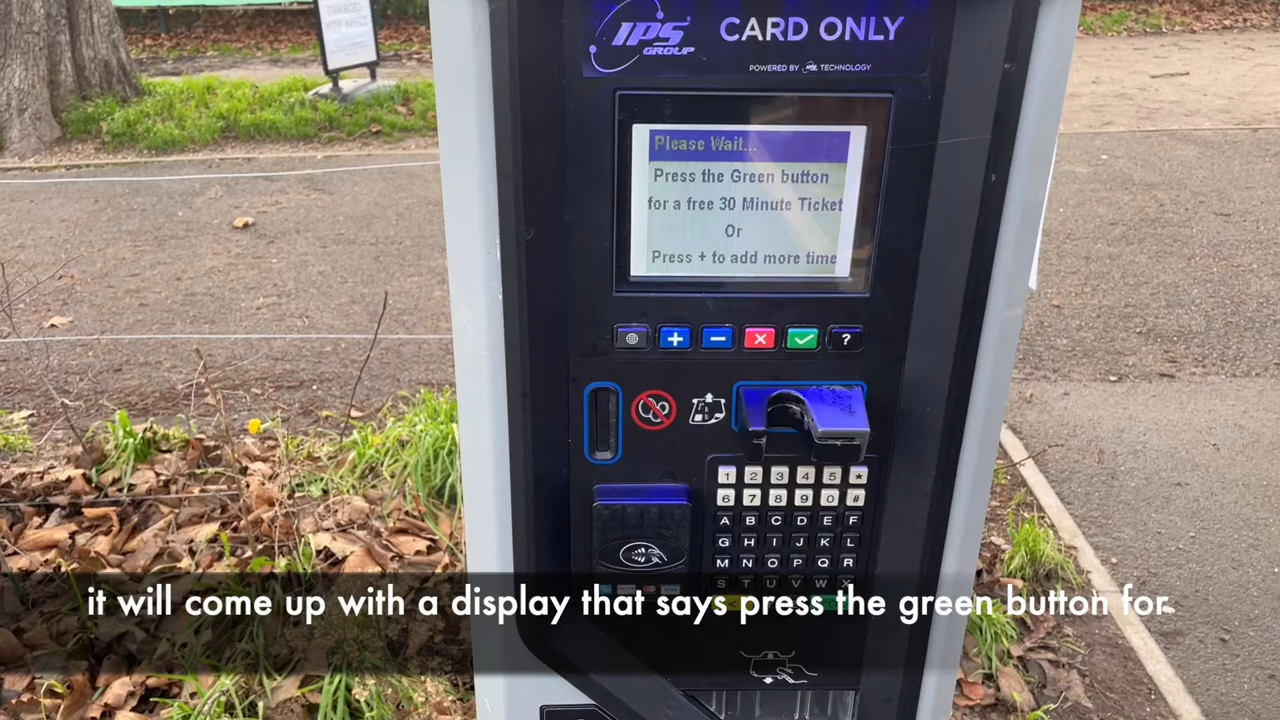 IPS
GROUP
CARD ONLY
POWERED BY IPS TECHNOLOGY
Please Wait...
Press the Green button
for a free 30 Minute Ticket
Or
Press + to add more time
?
1 2 3 4 5 *
6 7 8 9 0 #
A B C D E F
G H I J K L
M N O P Q R
S T U V W X
it will come up with a display that says press the green button for